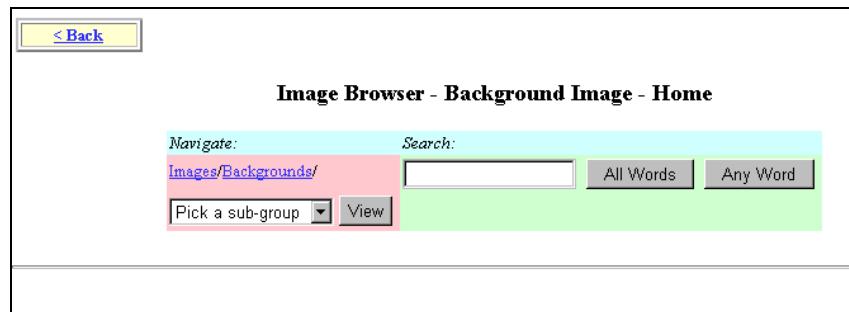 < Back
Image Browser - Background Image - Home
Navigate: Search:
Images/Backgrounds/ All Words Any Word
Pick a sub-group View